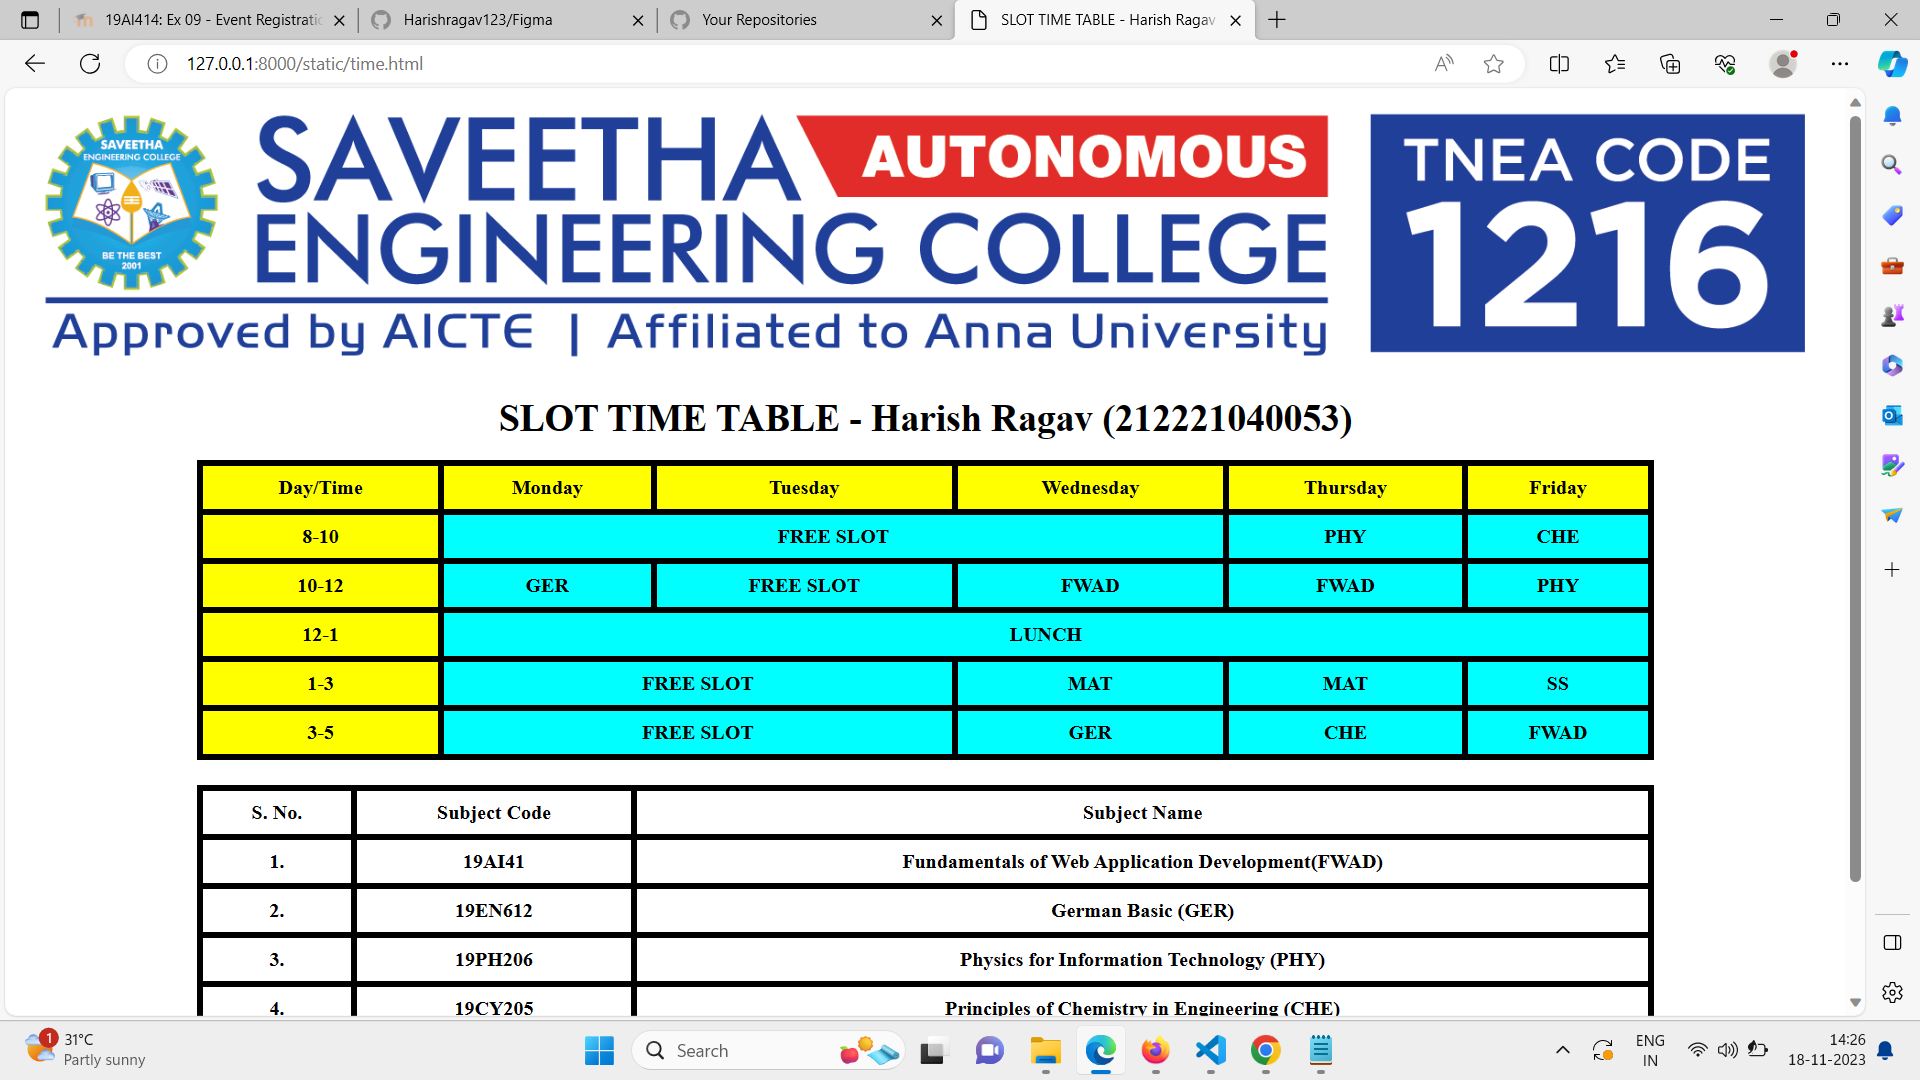 19AI414: Ex 09 - Event Registratic
Harishragav123/Figma
Your Repositories
SLOT TIME TABLE - Harish Ragav
127.0.0.1:8000/static/time.html
SAVEETHA
ENGINEERING COLLEGE
BE THE BEST
2001
SAVEETHA AUTONOMOUS
ENGINEERING COLLEGE
Approved by AICTE | Affiliated to Anna University
TNEA CODE
1216
SLOT TIME TABLE - Harish Ragav (212221040053)
Day/Time Monday Tuesday Wednesday Thursday Friday
8-10 FREE SLOT PHY CHE
10-12 GER FREE SLOT FWAD FWAD PHY
12-1 LUNCH
1-3 FREE SLOT MAT MAT SS
3-5 FREE SLOT GER CHE FWAD
S. No. Subject Code Subject Name
1. 19AI41 Fundamentals of Web Application Development(FWAD)
2. 19EN612 German Basic (GER)
3. 19PH206 Physics for Information Technology (PHY)
4. 19CY205 Principles of Chemistry in Engineering (CHE)
1
31°C
Partly sunny
Search
ENG
IN
14:26
18-11-2023